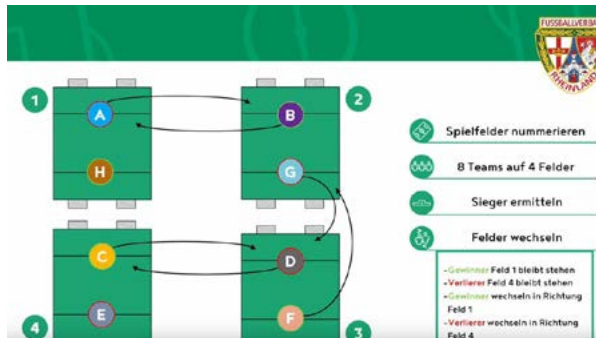 FUSSBALLVERBA
RHEINLAND
1
A
B
2
H
G
C
D
E
F
4
3
Spielfelder nummerieren
8 Teams auf 4 Felder
Sieger ermitteln
Felder wechseln
-Gewinner Feld 1 bleibt stehen
-Verlierer Feld 4 bleibt stehen
-Gewinner wechseln in Richtung
Feld 1
-Verlierer wechseln in Richtung
Feld 4